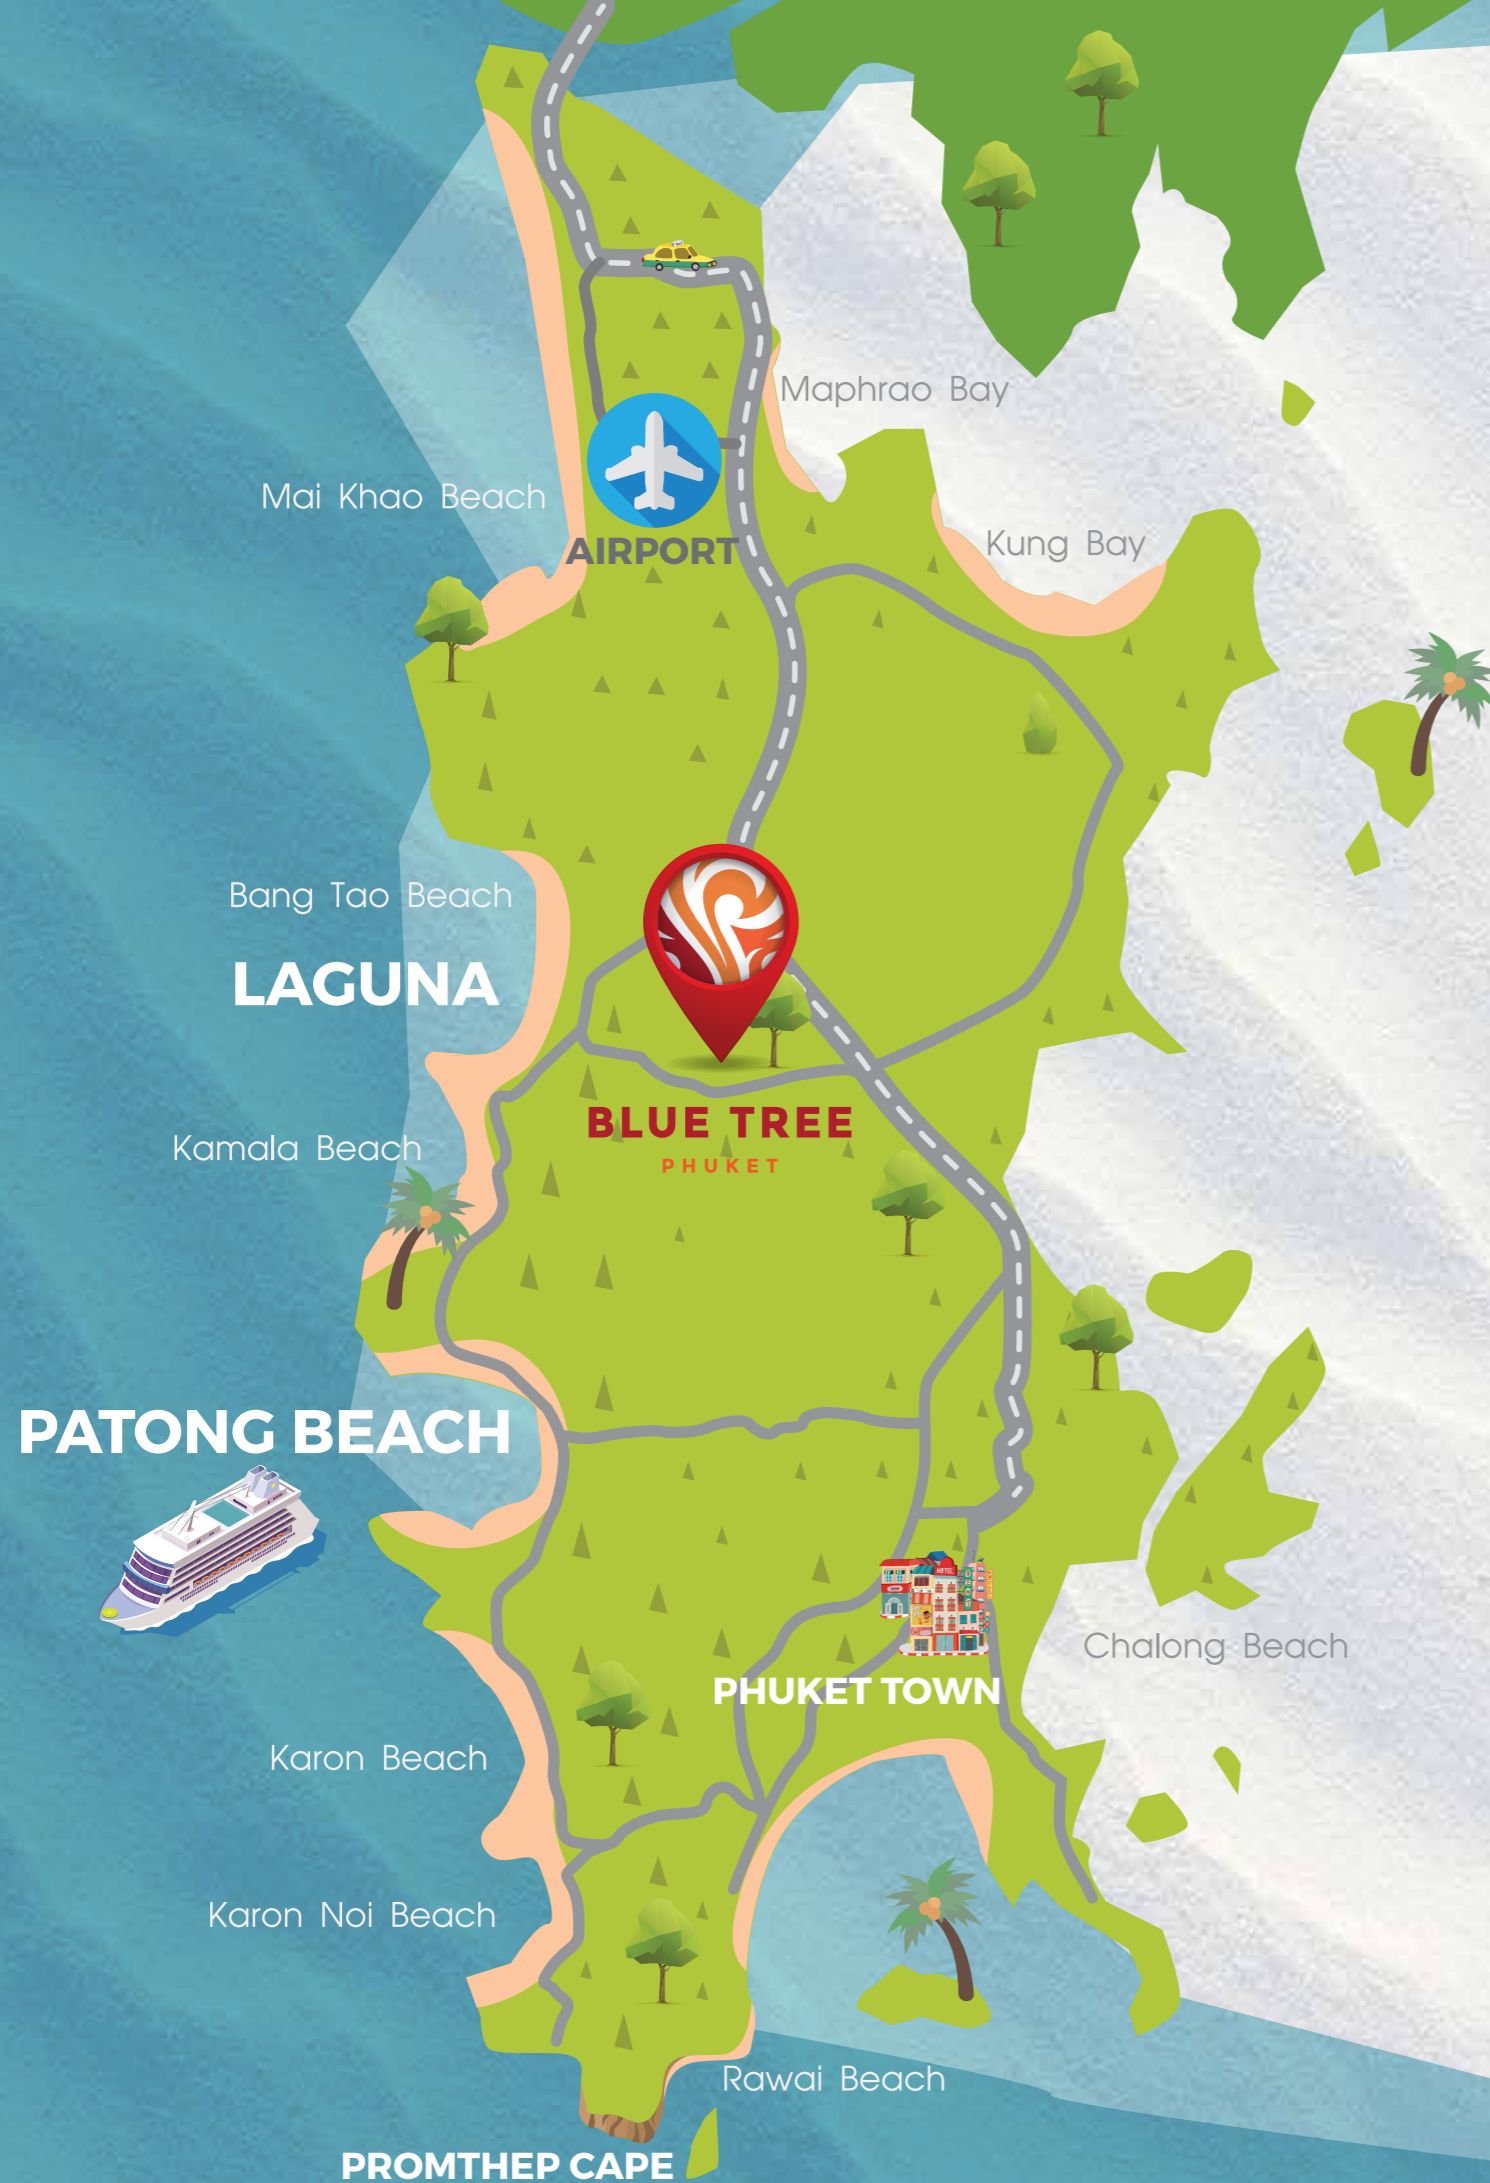 Maphrao Bay
Mai Khao Beach
Kung Bay
AIRPORT
Bang Tao Beach
LAGUNA
BLUE TREE
PHUKET
Kamala Beach
PATONG BEACH
HOTEL
Chalong Beach
PHUKET TOWN
Karon Beach
Karon Noi Beach
Rawai Beach
PROMTHEP CAPE